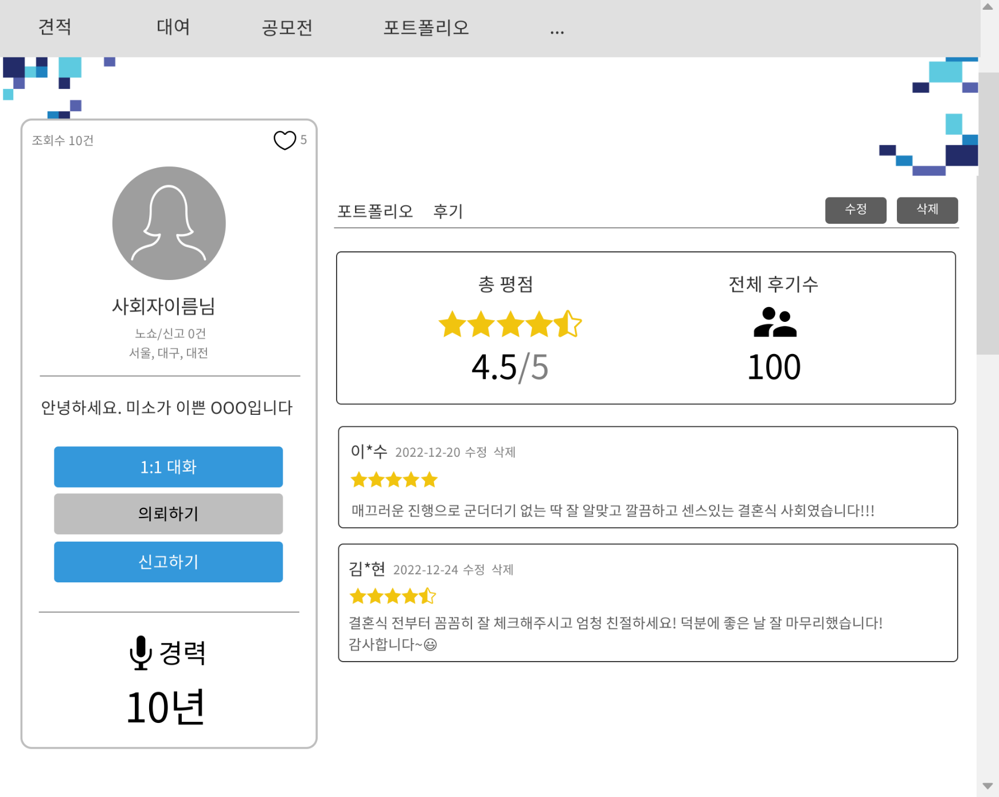 견적 대여 공모전 포트폴리오 ...
조회수 10건 5
사회자이름님
노쇼/신고 0건
서울, 대구, 대전
안녕하세요. 미소가 이쁜 OOO입니다
1:1 대화
의뢰하기
신고하기
경력
10년
포트폴리오 후기 수정 삭제
총 평점 전체 후기수
4.5/5 100
이*수 2022-12-20 수정 삭제
매끄러운 진행으로 군더더기 없는 딱 잘 알맞고 깔끔하고 센스있는 결혼식 사회였습니다!!!
김*현 2022-12-24 수정 삭제
결혼식 전부터 꼼꼼히 잘 체크해주시고 엄청 친절하세요! 덕분에 좋은 날 잘 마무리했습니다!
감사합니다~😃